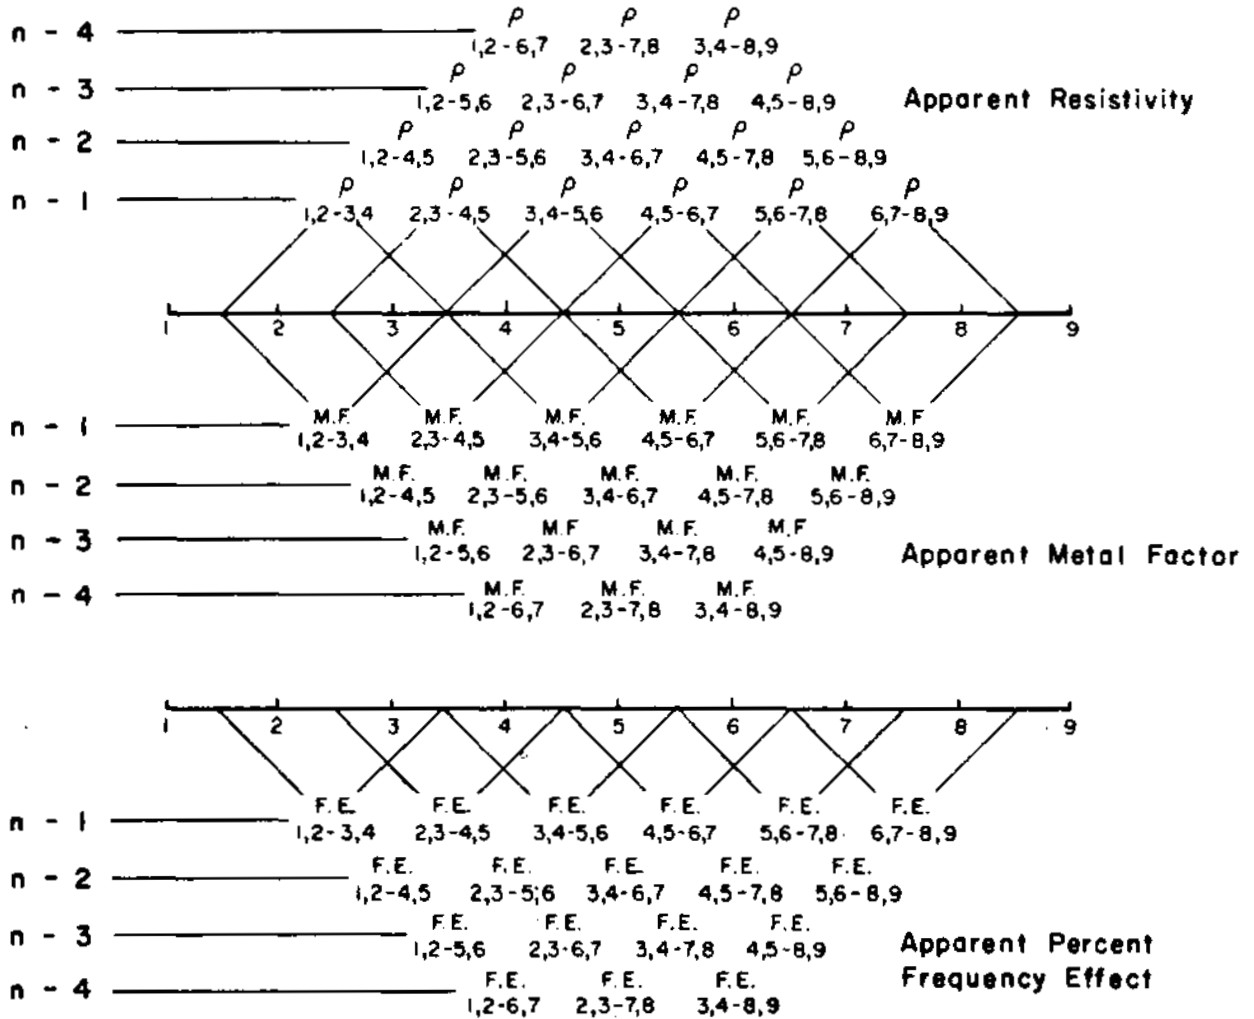 n - 4 ρ ρ ρ
1,2-6,7 2,3-7,8 3,4-8,9
n - 3 ρ ρ ρ ρ
1,2-5,6 2,3-6,7 3,4-7,8 4,5-8,9 Apparent Resistivity
n - 2 ρ ρ ρ ρ ρ
1,2-4,5 2,3-5,6 3,4-6,7 4,5-7,8 5,6-8,9
n - 1 ρ ρ ρ ρ ρ ρ
1,2-3,4 2,3-4,5 3,4-5,6 4,5-6,7 5,6-7,8 6,7-8,9
1 2 3 4 5 6 7 8 9
n - 1 M.F. M.F. M.F. M.F. M.F. M.F
1,2-3,4 2,3-4,5 3,4-5,6 4,5-6,7 5,6-7,8 6,7-8,9
n - 2 M.F. M.F. M.F. M.F. M.F.
1,2-4,5 2,3-5,6 3,4-6,7 4,5-7,8 5,6-8,9
n - 3 M.F. M.F M.F. M.F
1,2-5,6 2,3-6,7 3,4-7,8 4,5-8,9 Apparent Metal Factor
n - 4 M.F. M.F. M.F.
1,2-6,7 2,3-7,8 3,4-8,9
1 2 3 4 5 6 7 8 9
n - 1 F.E. F.E. F.E. F.E. F.E. F.E.
1,2-3,4 2,3-4,5 3,4-5,6 4,5-6,7 5,6-7,8 6,7-8,9
n - 2 F.E. F.E. F.E. F.E. F.E.
1,2-4,5 2,3-5,6 3,4-6,7 4,5-7,8 5,6-8,9
n - 3 F.E. F.E. F.E. F.E.
1,2-5,6 2,3-6,7 3,4-7,8 4,5-8,9 Apparent Percent
Frequency Effect
n - 4 F.E. F.E. F.E.
1,2-6,7 2,3-7,8 3,4-8,9